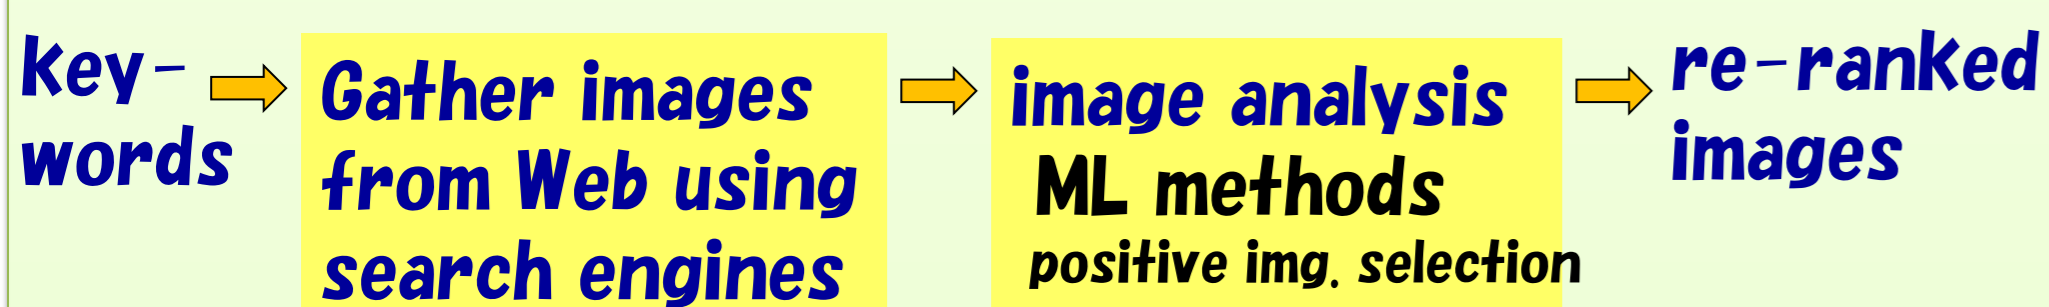 key-
words
Gather images
from Web using
search engines
image analysis
ML methods
positive img. selection
re-ranked
images